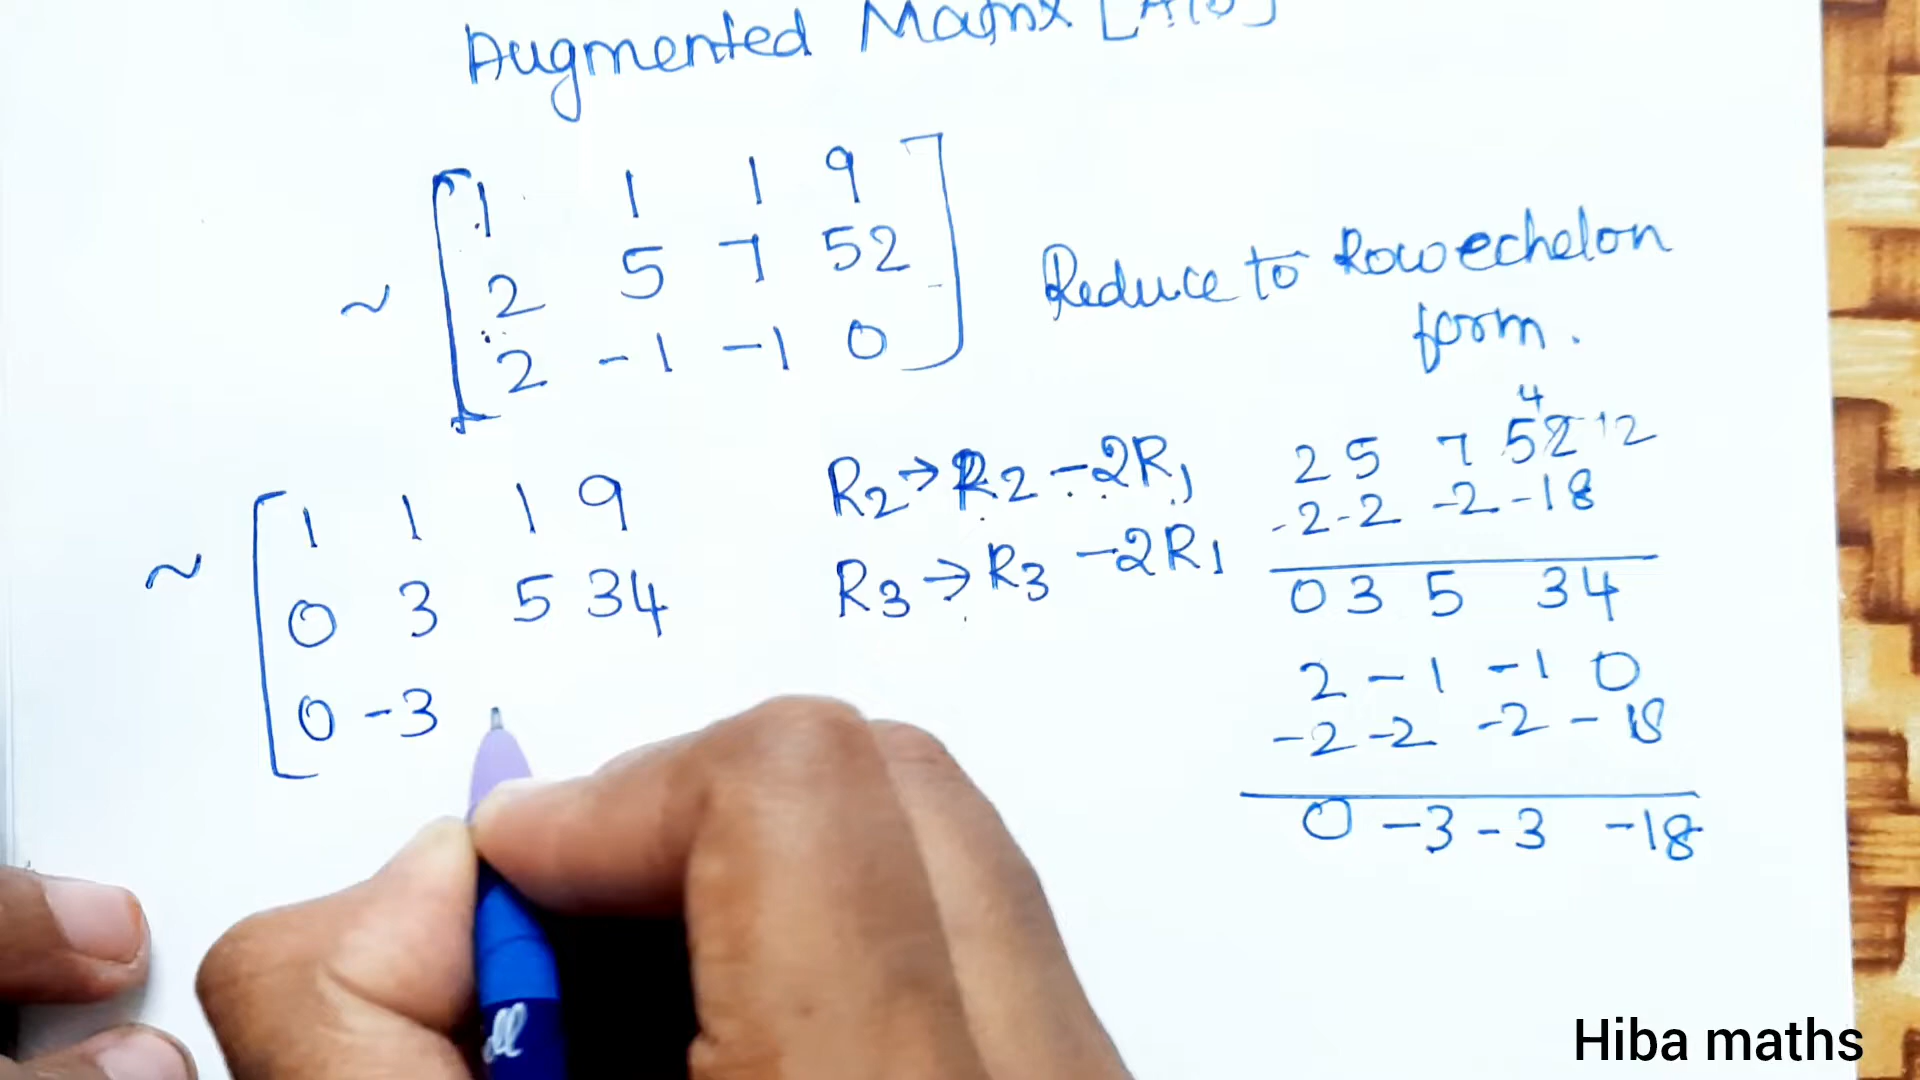 Augmented Matrix [A|B]
1 1 1 9
~ 2 5 7 52
2 -1 -1 0
Reduce to Row echelon
form.
~ 1 1 1 9
0 3 5 34
0 -3
R2 → R2 -2R1
R3 → R3 -2R1
4
2 5 7 52 12
-2 -2 -2 -18
0 3 5 34
2 -1 -1 0
-2 -2 -2 -18
0 -3 -3 -18
Hiba maths